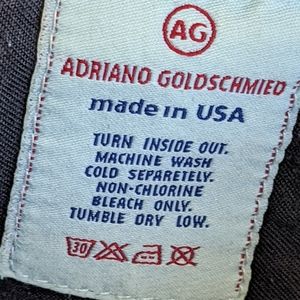 AG
ADRIANO GOLDSCHMIED
made in USA
TURN INSIDE OUT.
MACHINE WASH
COLD SEPARETELY.
NON-CHLORINE
BLEACH ONLY.
TUMBLE DRY LOW.
30